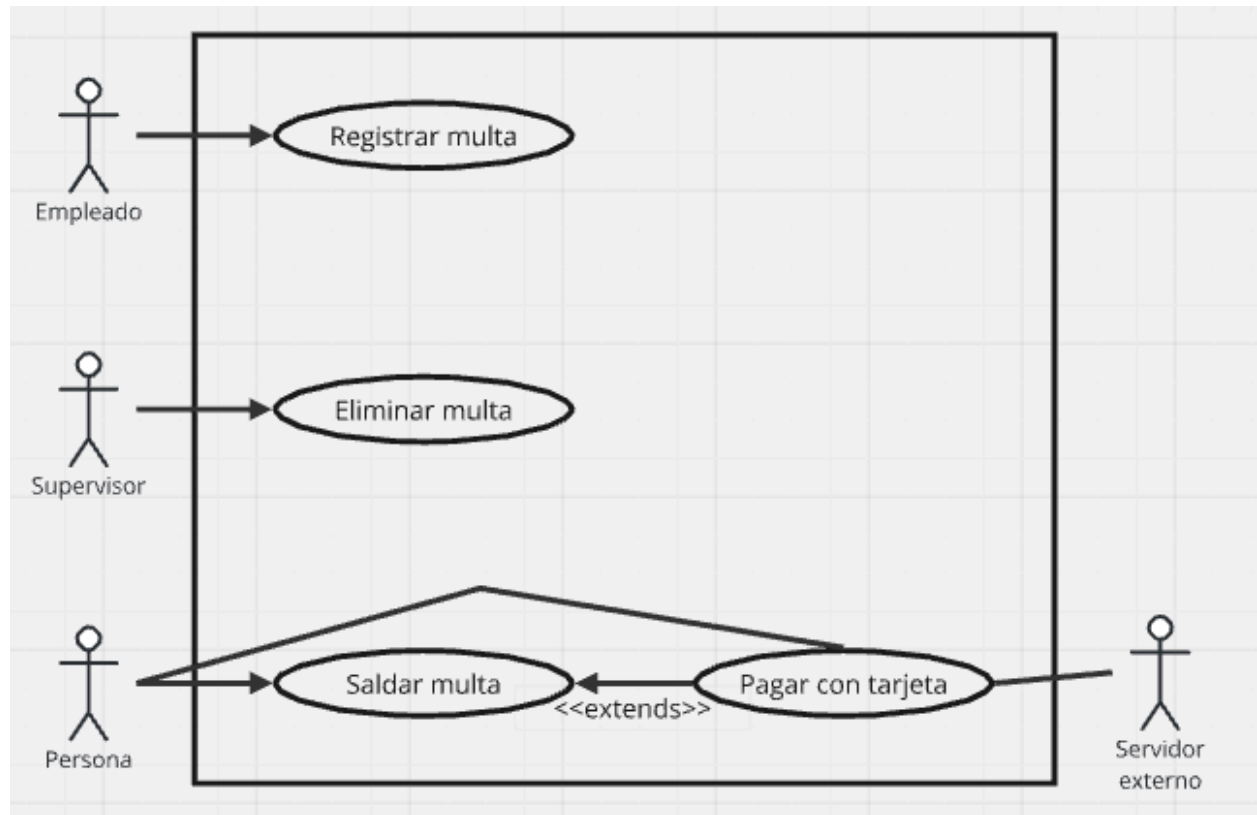 Registrar multa
Empleado
Eliminar multa
Supervisor
Saldar multa
Pagar con tarjeta
<<extends>>
Persona
Servidor
externo